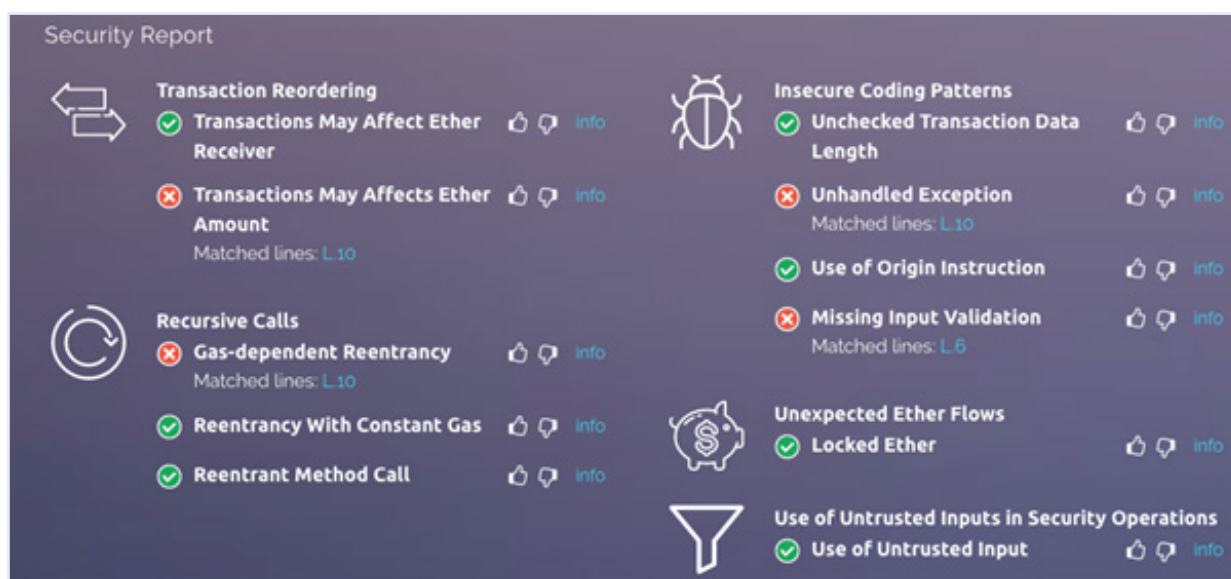 Security Report
Transaction Reordering
Transactions May Affect Ether info
Receiver
Transactions May Affects Ether info
Amount
Matched lines: L.10
Recursive Calls
Gas-dependent Reentrancy info
Matched lines: L.10
Reentrancy With Constant Gas info
Reentrant Method Call info
Insecure Coding Patterns
Unchecked Transaction Data info
Length
Unhandled Exception info
Matched lines: L.10
Use of Origin Instruction info
Missing Input Validation info
Matched lines: L.6
Unexpected Ether Flows
$
Locked Ether info
Use of Untrusted Inputs in Security Operations
Use of Untrusted Input info